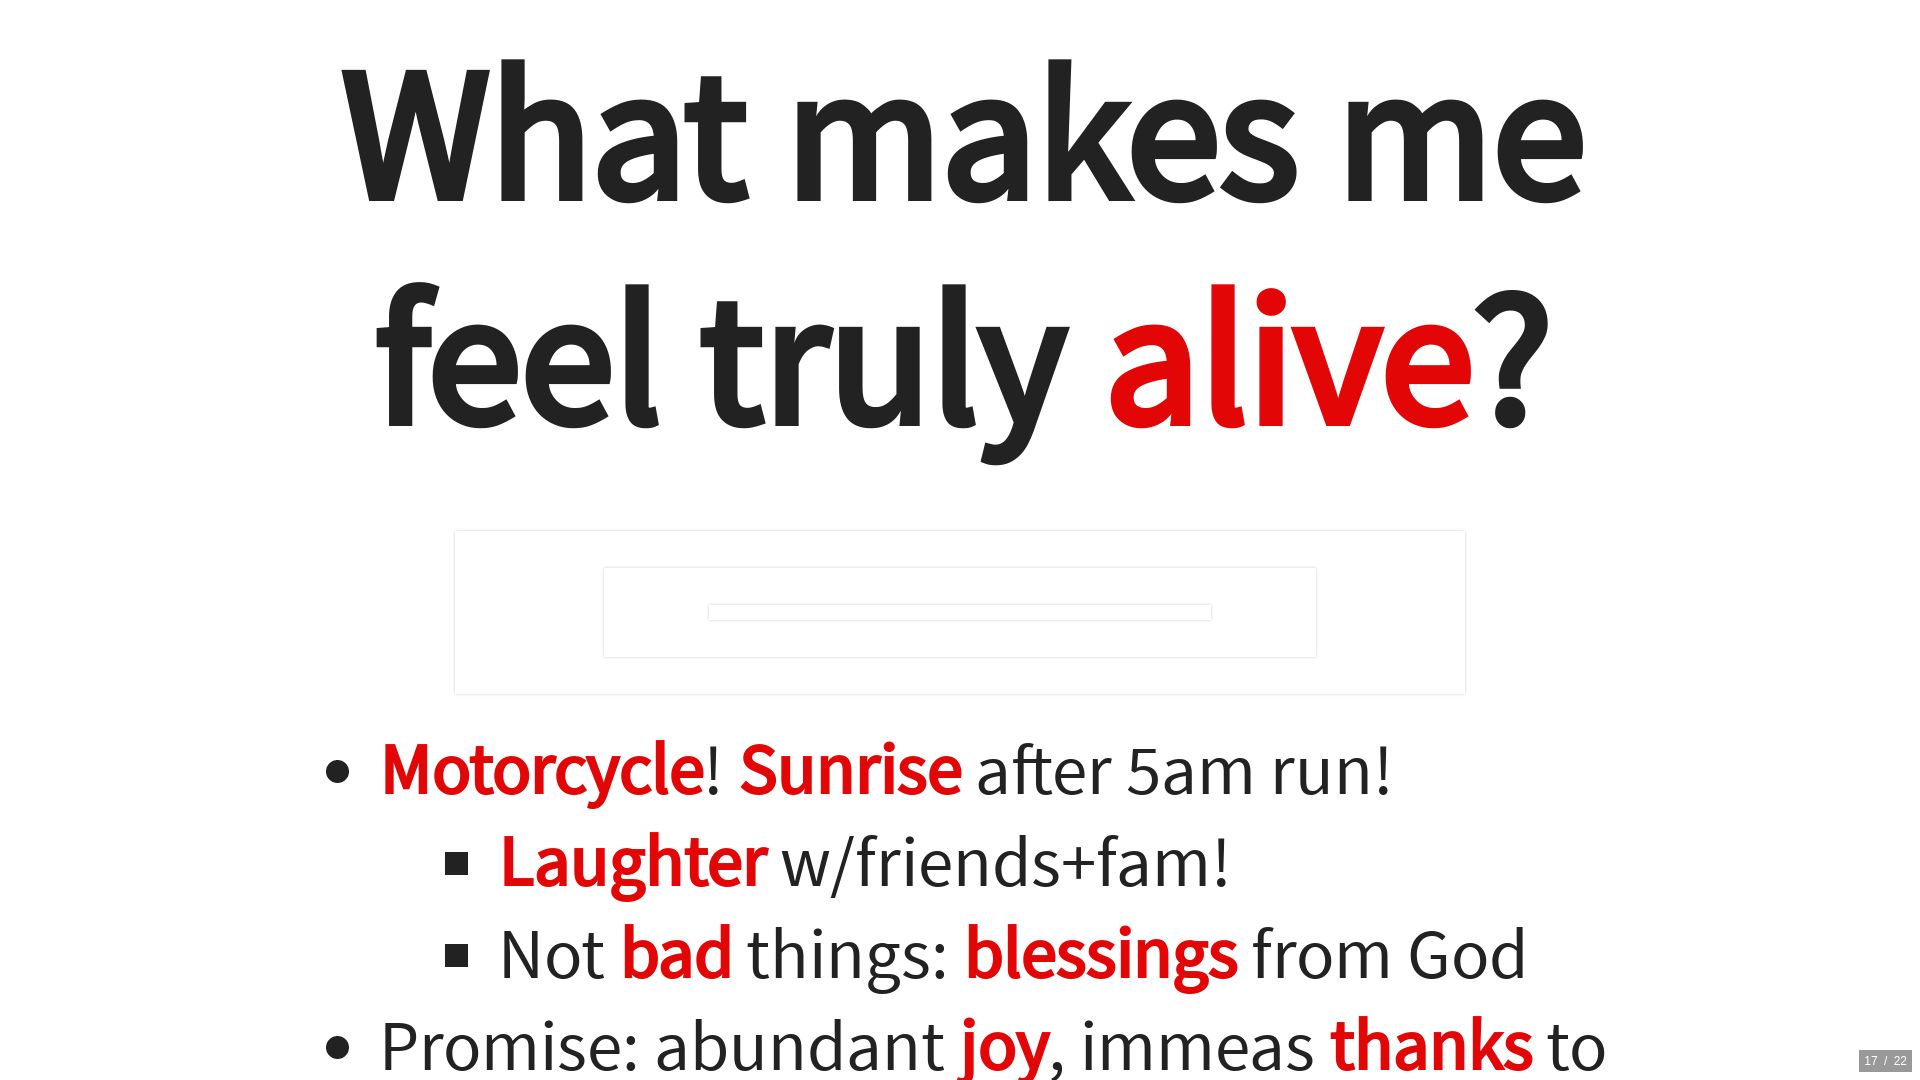 What makes me
feel truly alive?
Motorcycle! Sunrise after 5am run!
Laughter w/friends+fam!
Not bad things: blessings from God
Promise: abundant joy, immeas thanks to
17 / 22